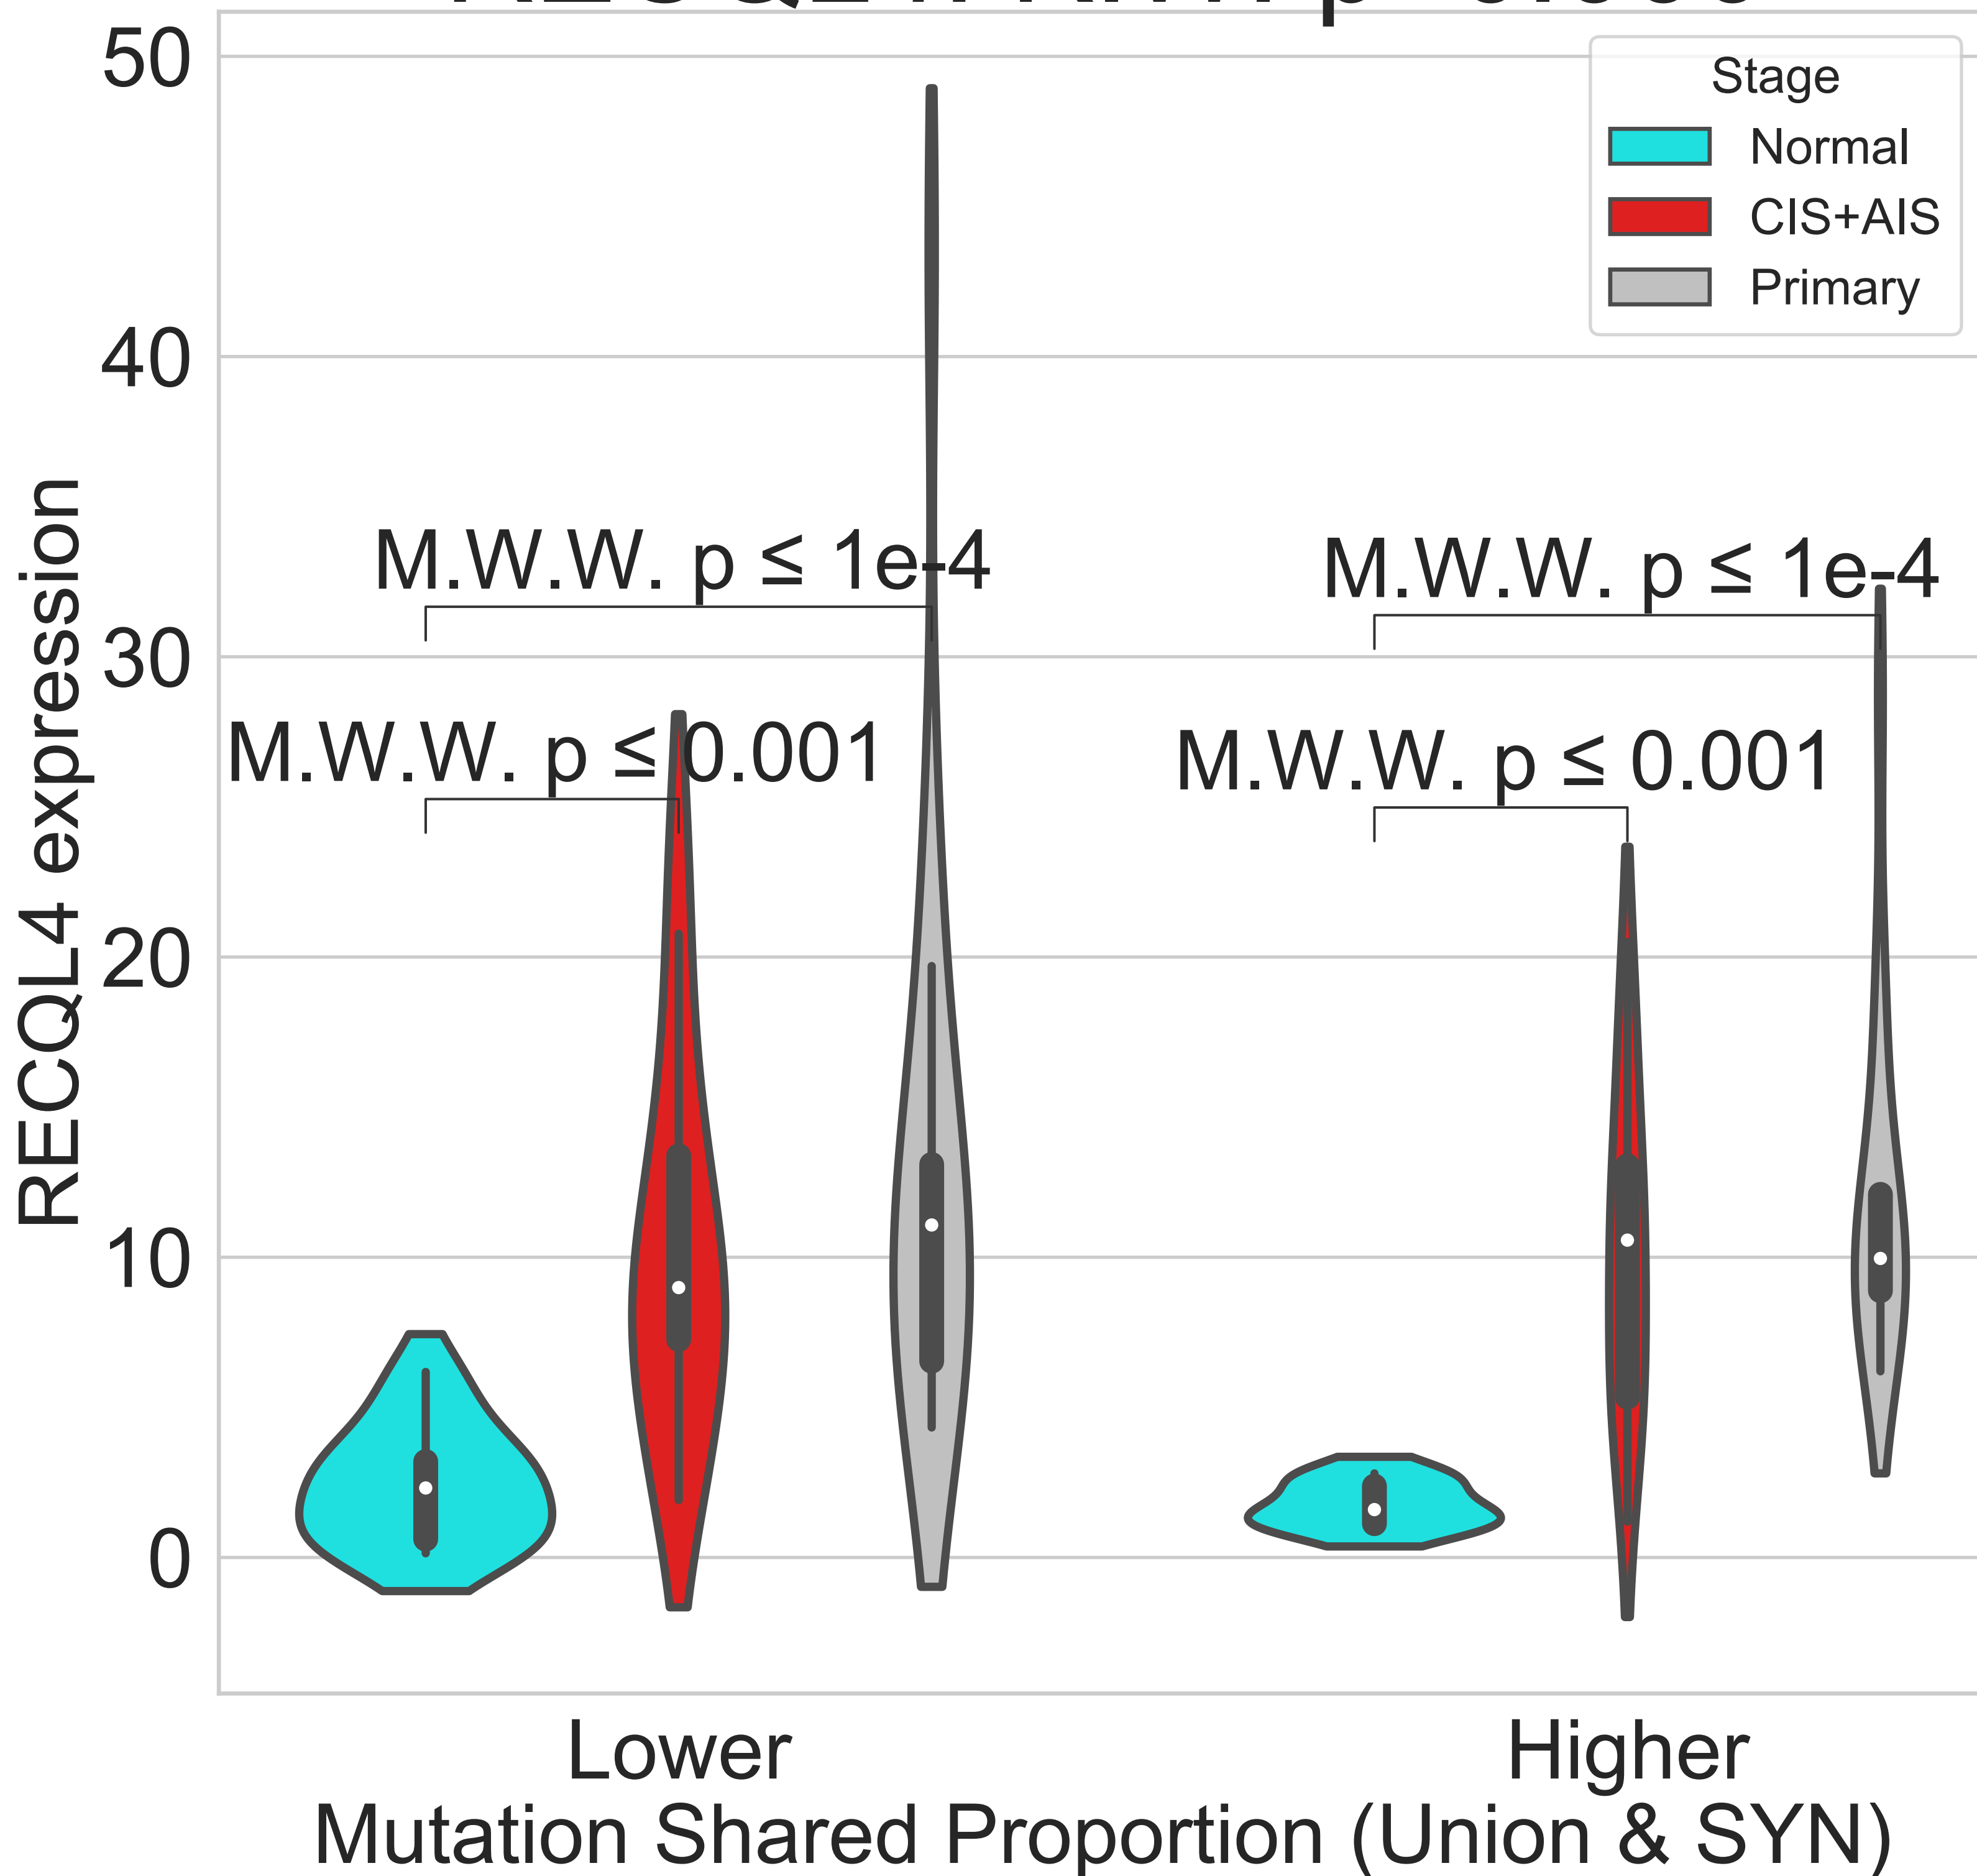 50
40
30
20
10
0
RECQL4 expression
Stage
Normal
CIS+AIS
Primary
M.W.W. p ≤ 1e-4
M.W.W. p ≤ 1e-4
M.W.W. p ≤ 0.001
M.W.W. p ≤ 0.001
Lower
Higher
Mutation Shared Proportion (Union & SYN)